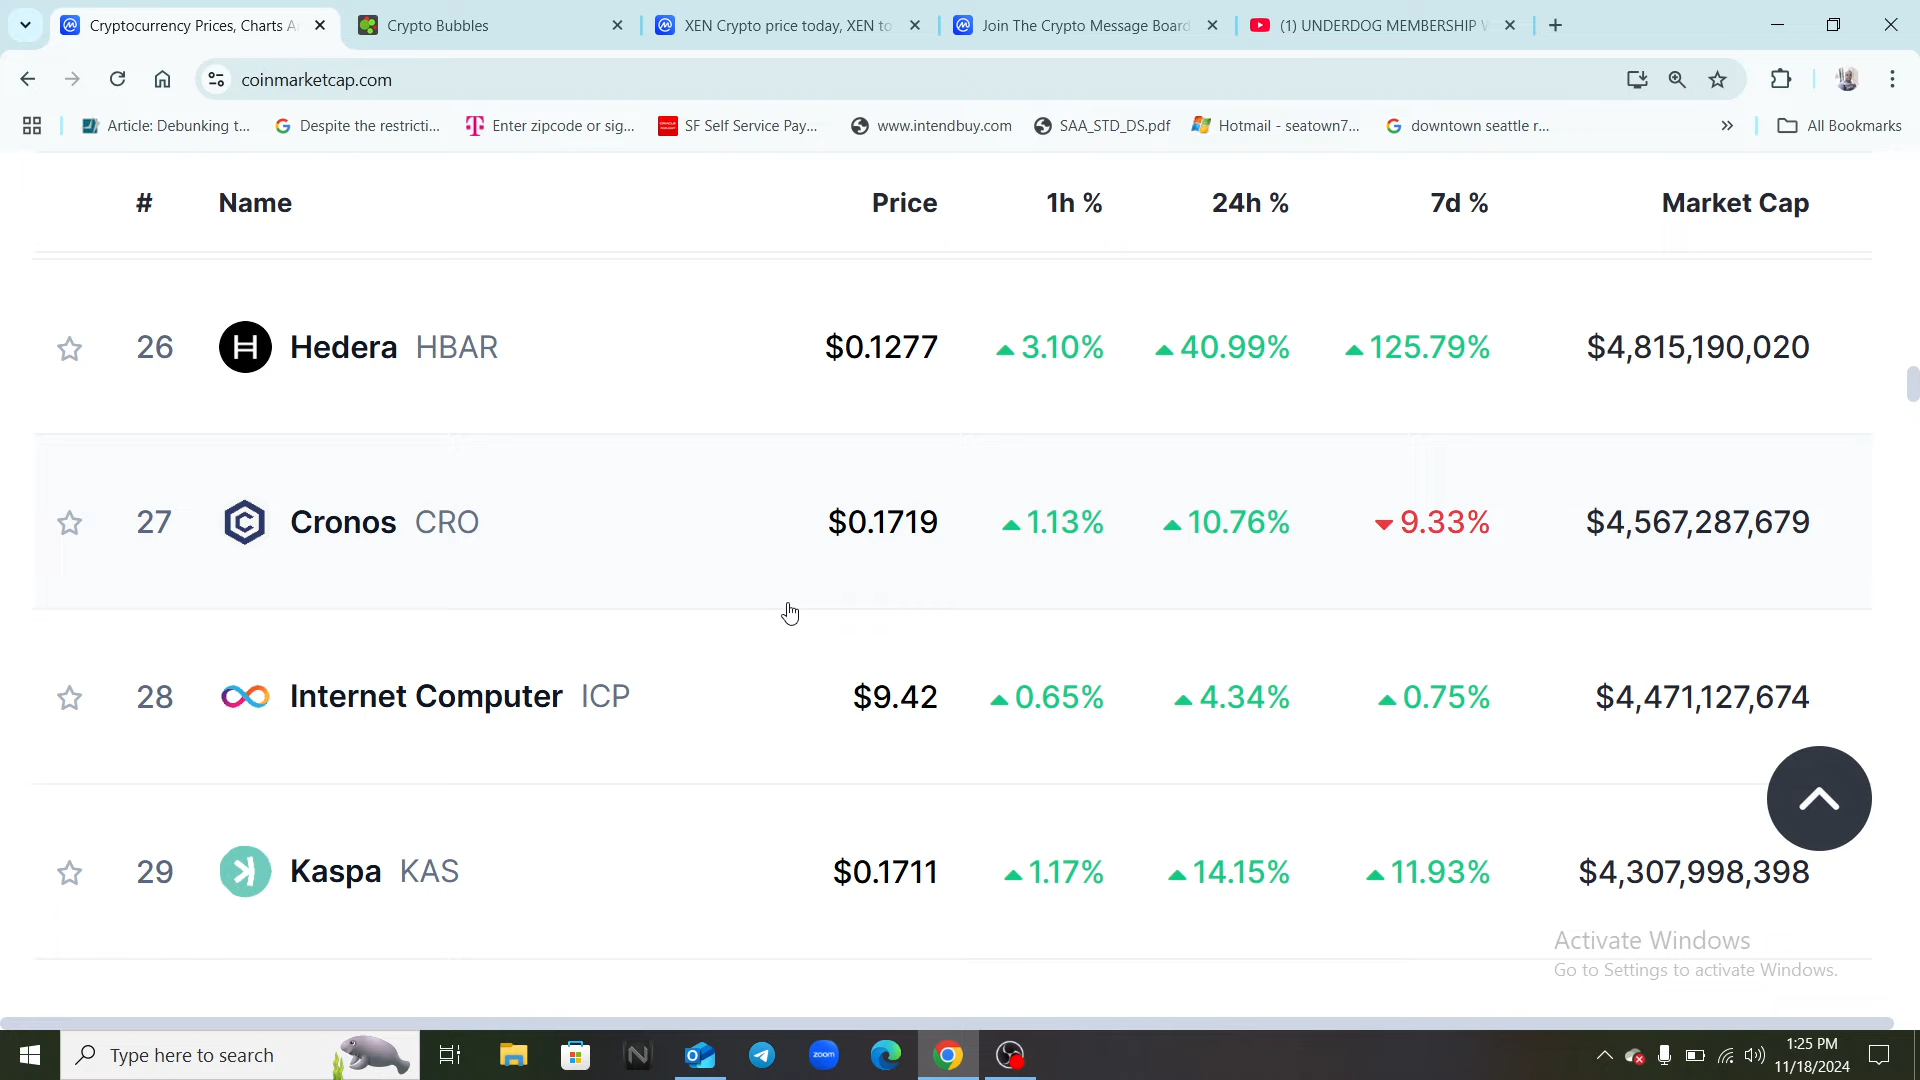 Cryptocurrency Prices, Charts A
Crypto Bubbles
XEN Crypto price today, XEN to
Join The Crypto Message Board
(1) UNDERDOG MEMBERSHIP
coinmarketcap.com
Article: Debunking t...
Despite the restricti...
Enter zipcode or sig...
SF Self Service Pay...
www.intendbuy.com
SAA_STD_DS.pdf
Hotmail - seatown7...
downtown seattle r...
All Bookmarks
# Name Price 1h % 24h % 7d % Market Cap
26 Hedera HBAR $0.1277 3.10% 40.99% 125.79% $4,815,190,020
27 Cronos CRO $0.1719 1.13% 10.76% 9.33% $4,567,287,679
28 Internet Computer ICP $9.42 0.65% 4.34% 0.75% $4,471,127,674
29 Kaspa KAS $0.1711 1.17% 14.15% 11.93% $4,307,998,398
Activate Windows
Go to Settings to activate Windows.
Type here to search
zoom
1:25 PM
11/18/2024